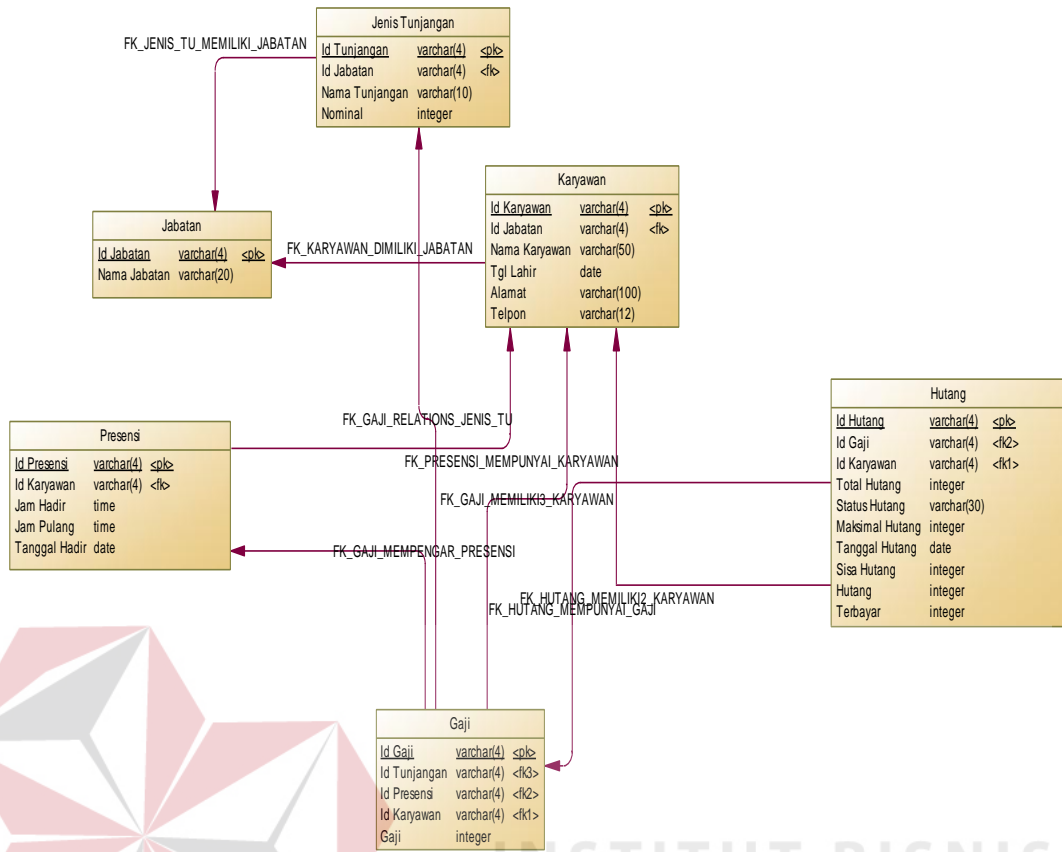 Jenis Tunjangan
Id Tunjangan varchar(4) <pk>
Id Jabatan varchar(4) <fk>
Nama Tunjangan varchar(10)
Nominal integer
FK_JENIS_TU_MEMILIKI_JABATAN
Karyawan
Id Karyawan varchar(4) <pk>
Id Jabatan varchar(4) <fk>
Nama Karyawan varchar(50)
Tgl Lahir date
Alamat varchar(100)
Telpon varchar(12)
Jabatan
Id Jabatan varchar(4) <pk>
Nama Jabatan varchar(20)
FK_KARYAWAN_DIMILIKI_JABATAN
Hutang
Id Hutang varchar(4) <pk>
Id Gaji varchar(4) <fk2>
Id Karyawan varchar(4) <fk1>
Total Hutang integer
Status Hutang varchar(30)
Maksimal Hutang integer
Tanggal Hutang date
Sisa Hutang integer
Hutang integer
Terbayar integer
Presensi
Id Presensi varchar(4) <pk>
Id Karyawan varchar(4) <fk>
Jam Hadir time
Jam Pulang time
Tanggal Hadir date
FK_GAJI_RELATIONS_JENIS_TU
FK_PRESENSI_MEMPUNYAI_KARYAWAN
FK_GAJI_MEMILIKI3_KARYAWAN
FK_GAJI_MEMPENGAR_PRESENSI
FK_HUTANG_MEMILIKI2_KARYAWAN
FK_HUTANG_MEMPUNYAI_GAJI
Gaji
Id Gaji varchar(4) <pk>
Id Tunjangan varchar(4) <fk3>
Id Presensi varchar(4) <fk2>
Id Karyawan varchar(4) <fk1>
Gaji integer
INSTITUT BISNIS